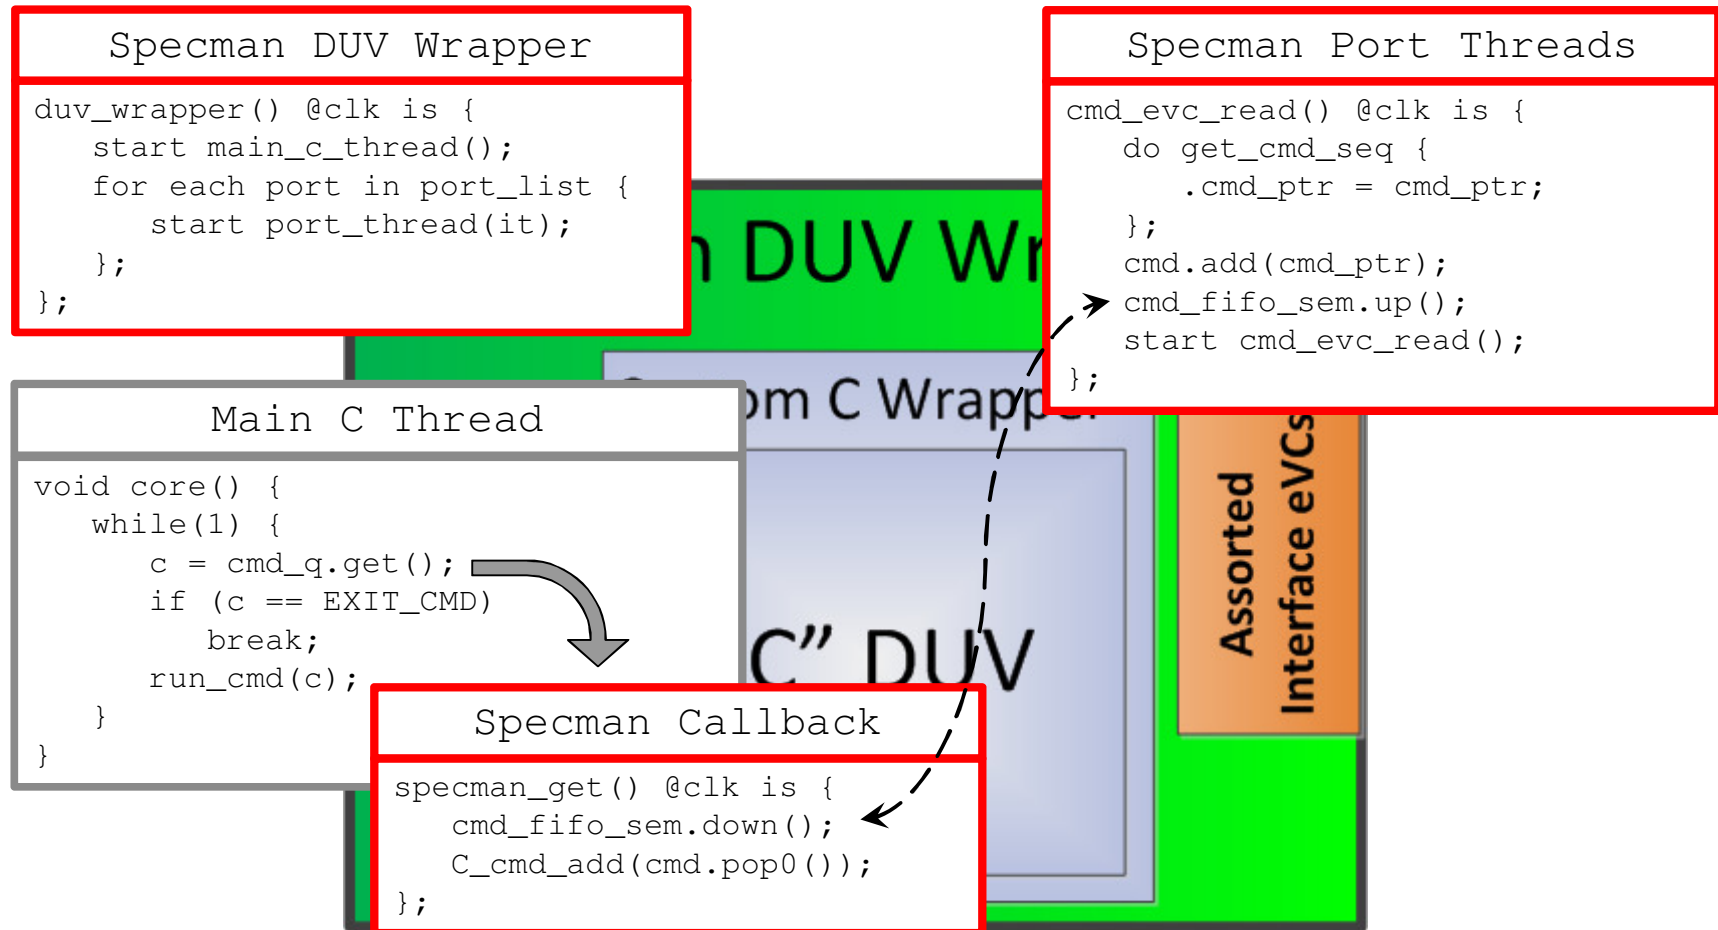 Specman DUV Wrapper
duv_wrapper() @clk is {
start main_c_thread();
for each port in port_list {
start port_thread(it);
};
};
Specman Port Threads
cmd_evc_read() @clk is {
do get_cmd_seq {
.cmd_ptr = cmd_ptr;
};
cmd.add(cmd_ptr);
cmd_fifo_sem.up();
start cmd_evc_read();
};
n DUV Wr
om C Wrapper
Main C Thread
void core() {
while(1) {
c = cmd_q.get();
if (c == EXIT_CMD)
break;
run_cmd(c);
}
}
C” DUV
Assorted
Interface eVCs
Specman Callback
specman_get() @clk is {
cmd_fifo_sem.down();
C_cmd_add(cmd.pop0());
};